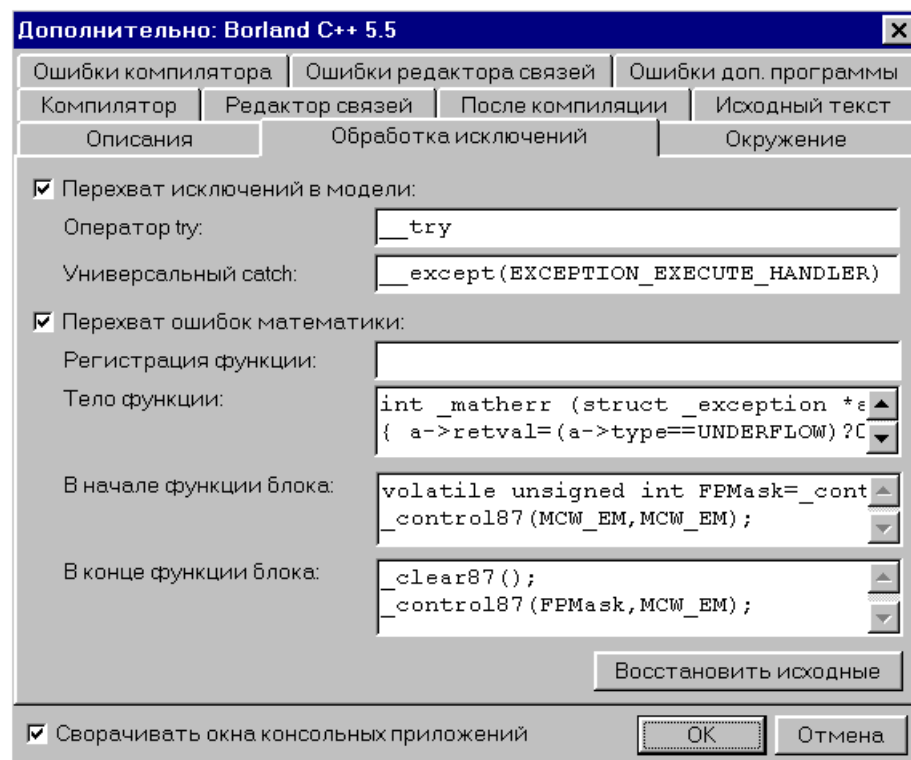 Дополнительно: Borland C++ 5.5
Ошибки компилятора Ошибки редактора связей Ошибки доп. программы
Компилятор Редактор связей После компиляции Исходный текст
Описания Обработка исключений Окружение
Перехват исключений в модели:
Оператор try: __try
Универсальный catch: __except(EXCEPTION_EXECUTE_HANDLER)
Перехват ошибок математики:
Регистрация функции:
Тело функции: int _matherr (struct _exception *a
{ a->retval=(a->type==UNDERFLOW)?0
В начале функции блока: volatile unsigned int FPMask=_cont
_control87(MCW_EM,MCW_EM);
В конце функции блока: _clear87();
_control87(FPMask,MCW_EM);
Восстановить исходные
Сворачивать окна консольных приложений OK Отмена